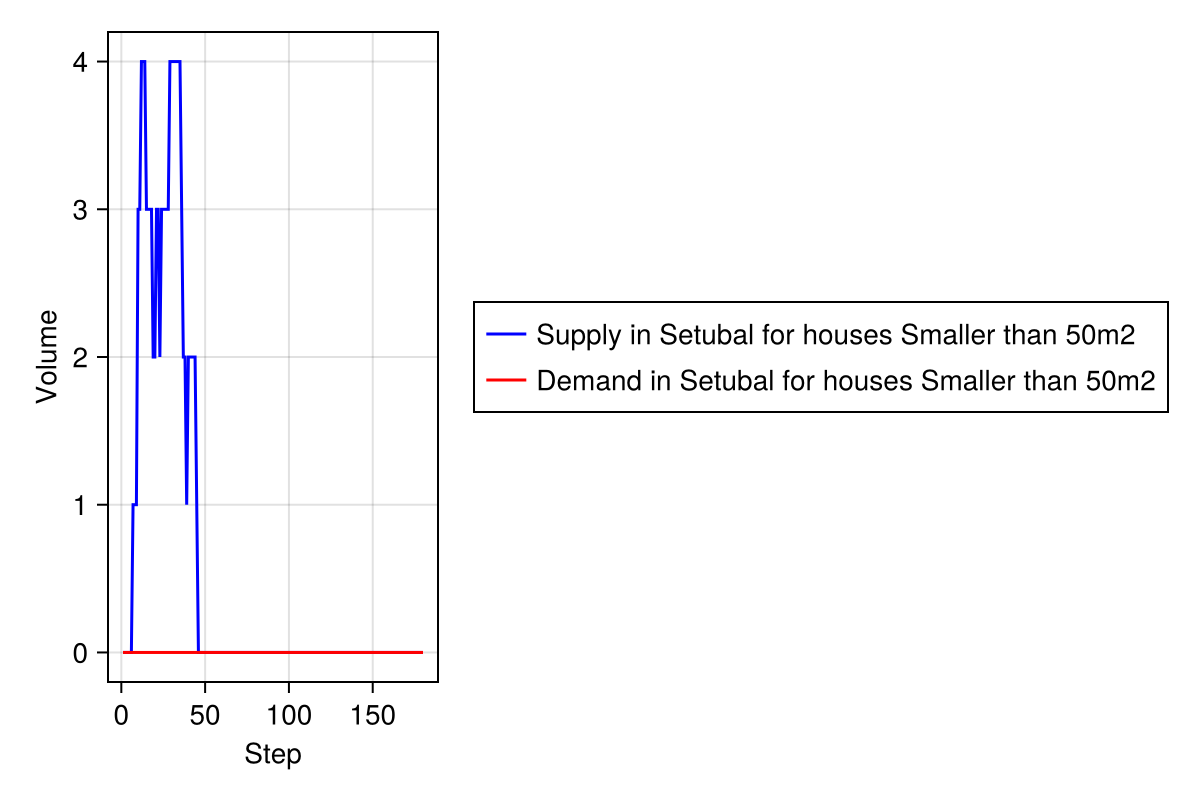 4
3
2
1
0
Volume
0 50 100 150
Step
Supply in Setubal for houses Smaller than 50m2
Demand in Setubal for houses Smaller than 50m2